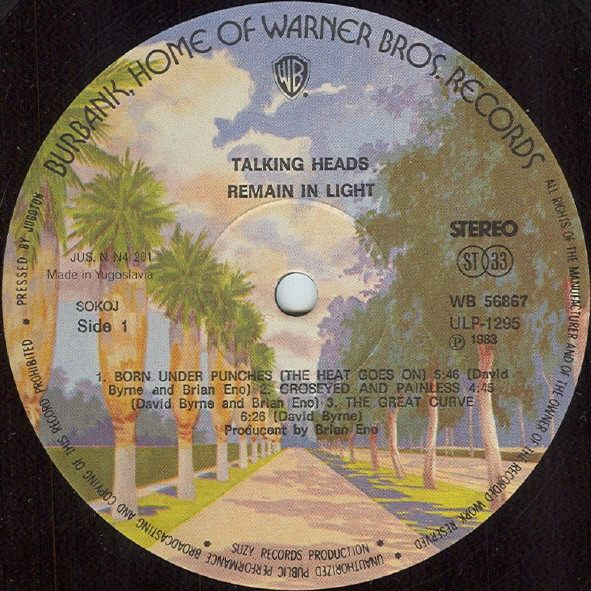 BURBANK, HOME OF WARNER BROS. RECORDS
WB
TALKING HEADS
REMAIN IN LIGHT
JUS. N. N4 201
Made in Yugoslavia
SOKOJ
Side 1
STEREO
ST 33
WB 56867
ULP-1295
Ⓟ 1983
1. BORN UNDER PUNCHES (THE HEAT GOES ON) 5:46 (David
Byrne and Brian Eno) 2. CROSEYED AND PAINLESS 4:45
(David Byrne and Brian Eno) 3. THE GREAT CURVE
6:26 (David Byrne)
Producent by Brian Eno
ALL RIGHTS OF THE MANUFACTURER AND OF THE OWNER OF THE RECORDED WORK RESERVED
• UNAUTHORIZED PUBLIC PERFORMANCE BROADCASTING AND COPYING OF THIS RECORD PROHIBITED • PRESSED BY JUGOTON
• SUZY RECORDS PRODUCTION •